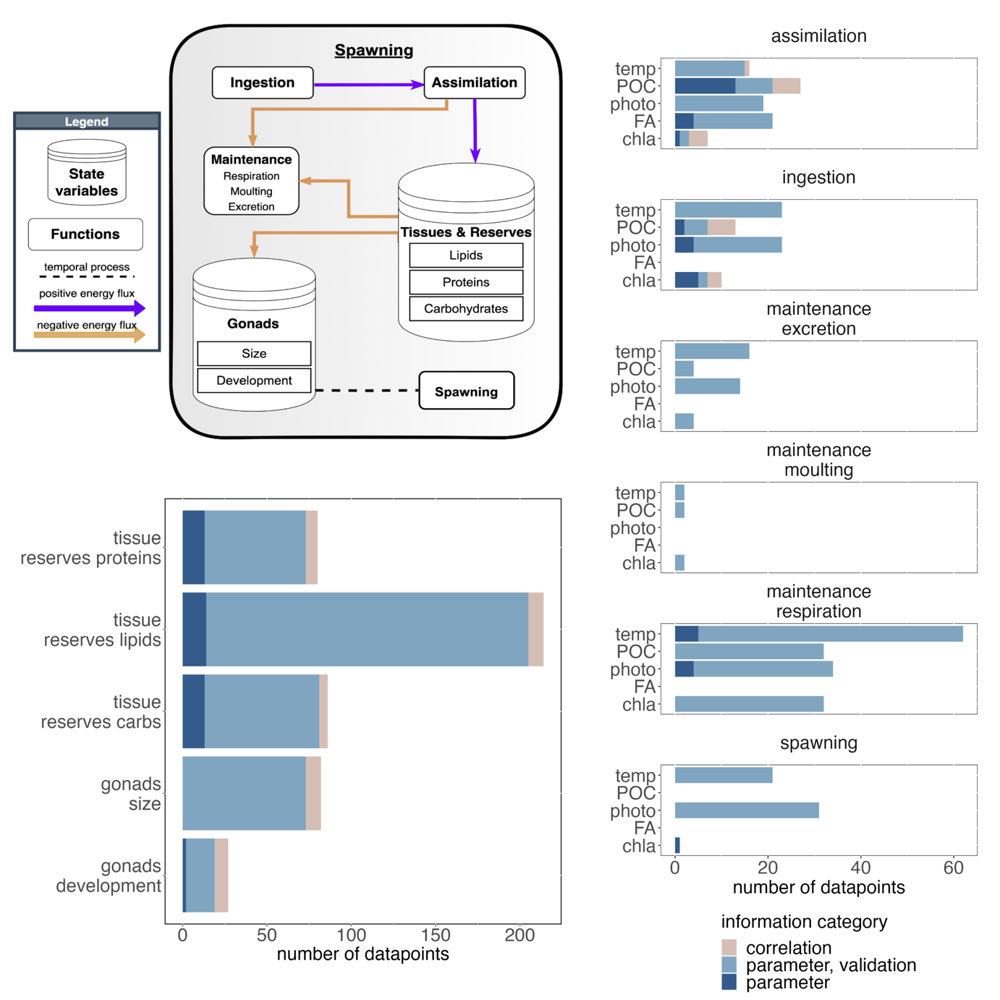 Legend
State
variables
Functions
temporal process
positive energy flux
negative energy flux
Spawning
Ingestion
Assimilation
Maintenance
Respiration
Moulting
Excretion
Tissues & Reserves
Lipids
Proteins
Carbohydrates
Gonads
Size
Development
Spawning
tissue
reserves proteins
tissue
reserves lipids
tissue
reserves carbs
gonads
size
gonads
development
0 50 100 150 200
number of datapoints
assimilation
temp
POC
photo
FA
chla
ingestion
temp
POC
photo
FA
chla
maintenance
excretion
temp
POC
photo
FA
chla
maintenance
moulting
temp
POC
photo
FA
chla
maintenance
respiration
temp
POC
photo
FA
chla
spawning
temp
POC
photo
FA
chla
0 20 40 60
number of datapoints
information category
correlation
parameter, validation
parameter